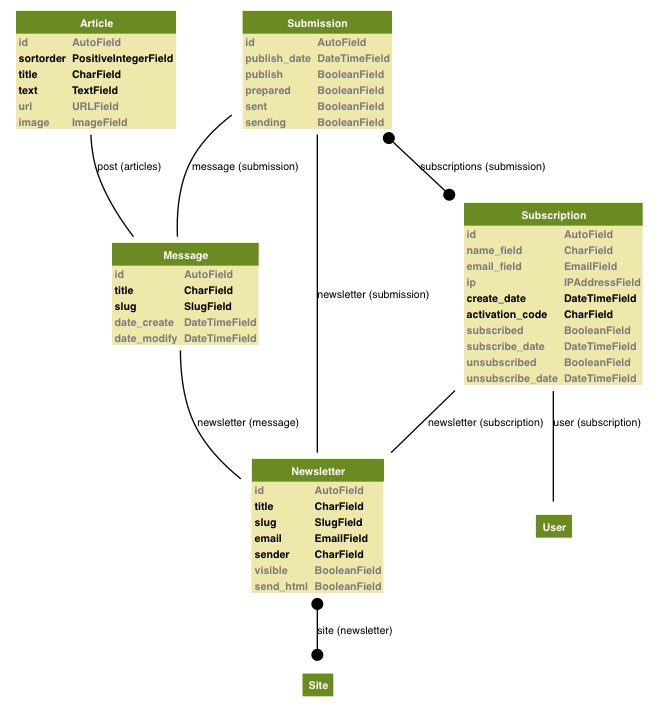 Article
id AutoField
sortorder PositiveIntegerField
title CharField
text TextField
url URLField
image ImageField
Submission
id AutoField
publish_date DateTimeField
publish BooleanField
prepared BooleanField
sent BooleanField
sending BooleanField
post (articles)
message (submission)
subscriptions (submission)
Subscription
id AutoField
name_field CharField
email_field EmailField
ip IPAddressField
create_date DateTimeField
activation_code CharField
subscribed BooleanField
subscribe_date DateTimeField
unsubscribed BooleanField
unsubscribe_date DateTimeField
Message
id AutoField
title CharField
slug SlugField
date_create DateTimeField
date_modify DateTimeField
newsletter (submission)
newsletter (message)
newsletter (subscription)
user (subscription)
Newsletter
id AutoField
title CharField
slug SlugField
email EmailField
sender CharField
visible BooleanField
send_html BooleanField
User
site (newsletter)
Site